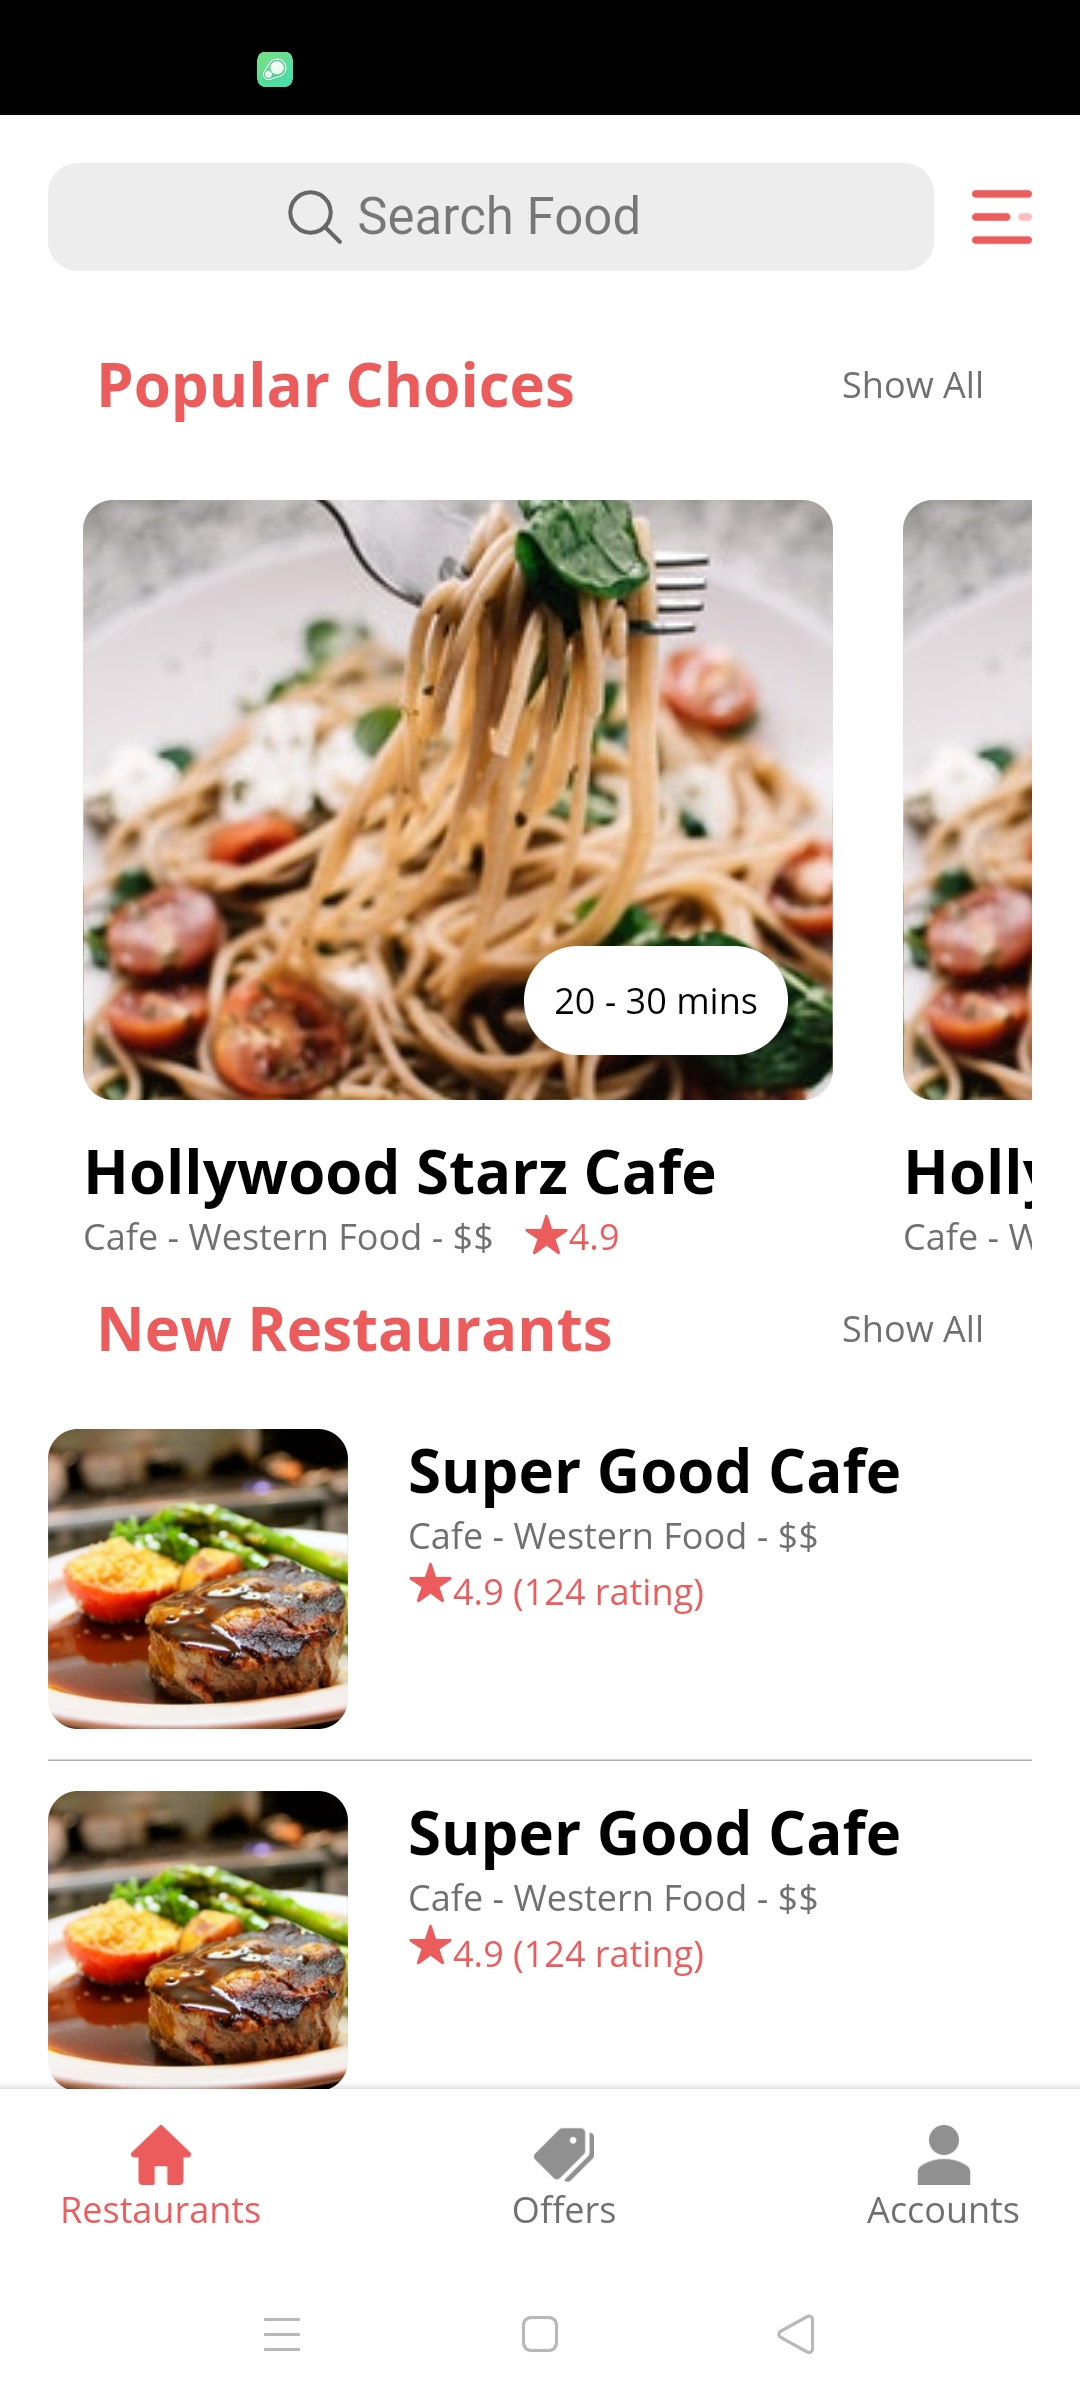 Search Food
Popular Choices
Show All
20 - 30 mins
Hollywood Starz Cafe
Holly
Cafe - Western Food - $$ 4.9
Cafe - W
New Restaurants
Show All
Super Good Cafe
Cafe - Western Food - $$
4.9 (124 rating)
Super Good Cafe
Cafe - Western Food - $$
4.9 (124 rating)
Restaurants
Offers
Accounts